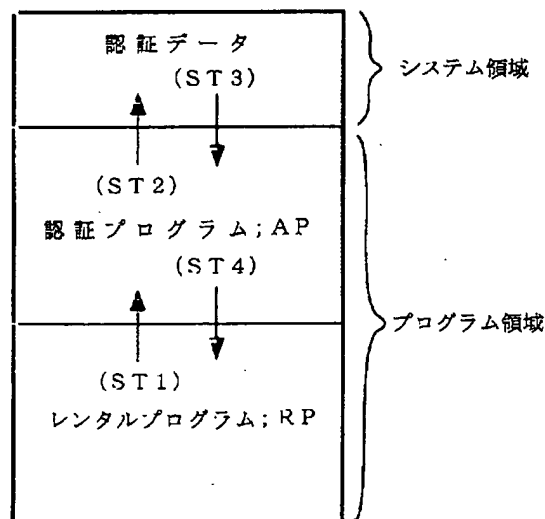 認証データ
(ST3)
システム領域
(ST2)
認証プログラム;AP
(ST4)
プログラム領域
(ST1)
レンタルプログラム;RP